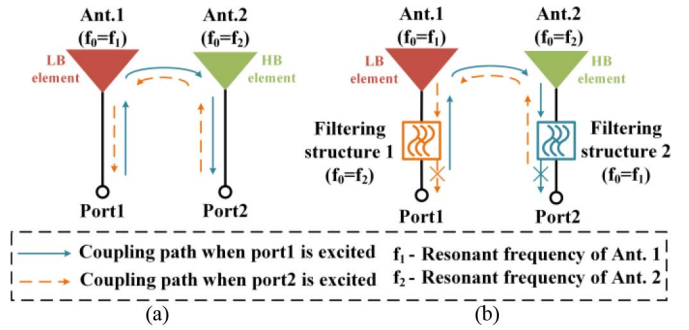 Ant.1
(f₀=f₁)
Ant.2
(f₀=f₂)
LB
element
HB
element
Port1
Port2
Ant.1
(f₀=f₁)
Ant.2
(f₀=f₂)
LB
element
HB
element
Filtering
structure 1
(f₀=f₂)
Filtering
structure 2
(f₀=f₁)
Port1
Port2
Coupling path when port1 is excited
f₁ - Resonant frequency of Ant. 1
Coupling path when port2 is excited
f₂ - Resonant frequency of Ant. 2
(a)
(b)